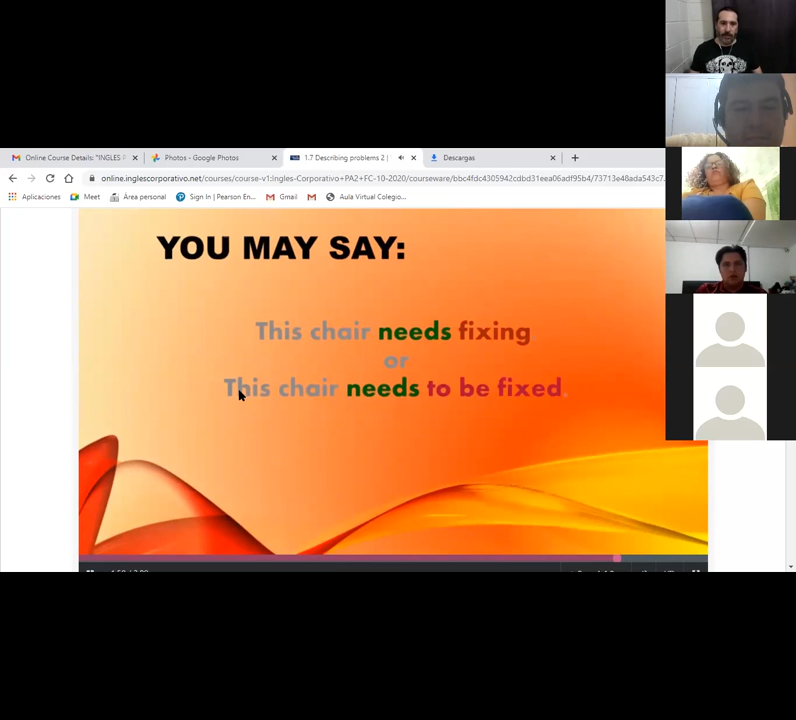 Online Course Details: "INGLES P
Photos - Google Photos
1.7 Describing problems 2 |
Descargas
online.inglescorporativo.net/courses/course-v1:Ingles-Corporativo+PA2+FC-10-2020/courseware/bbc4fdc4305942cdbd31eea06adf95b4/73713e48ada543c7
Aplicaciones
Meet
Área personal
Sign In | Pearson En...
Gmail
Aula Virtual Colegio...
YOU MAY SAY:
This chair needs fixing
or
This chair needs to be fixed.